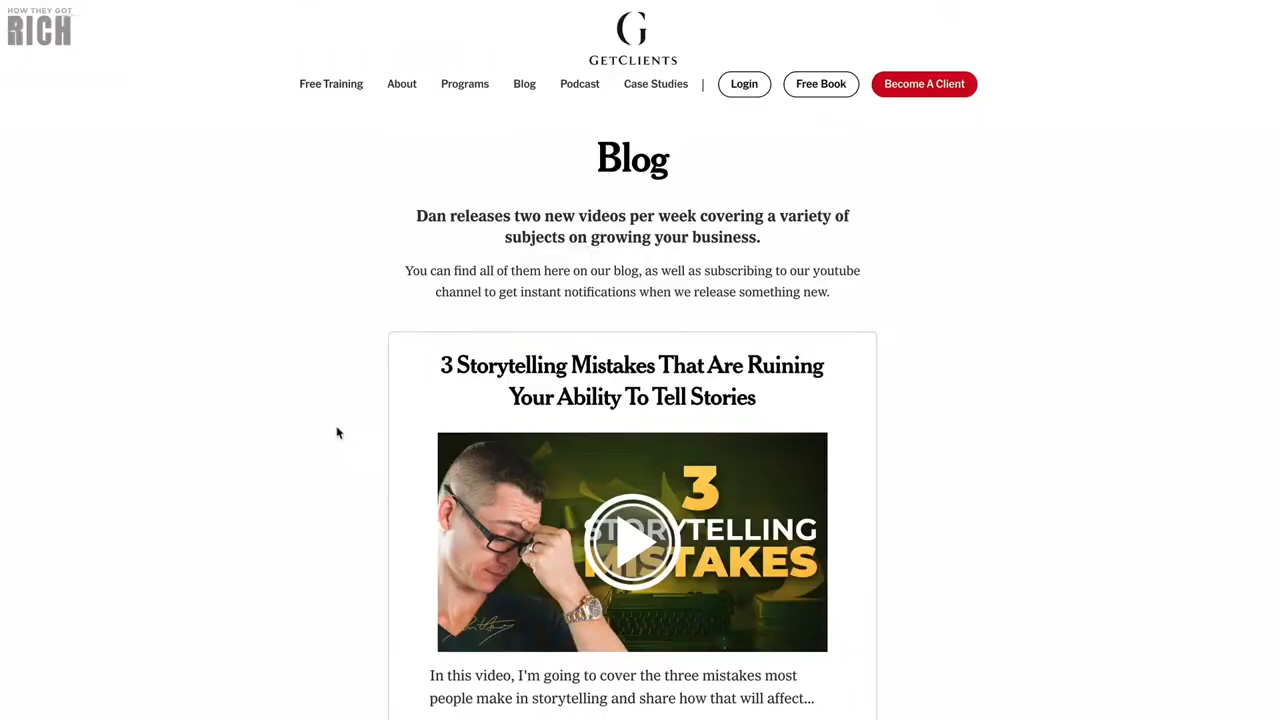 HOW THEY GOT
RICH
G
GETCLIENTS
Free Training About Programs Blog Podcast Case Studies | Login Free Book Become A Client
Blog
Dan releases two new videos per week covering a variety of
subjects on growing your business.
You can find all of them here on our blog, as well as subscribing to our youtube
channel to get instant notifications when we release something new.
3 Storytelling Mistakes That Are Ruining
Your Ability To Tell Stories
3
STORYTELLING
MISTAKES
In this video, I'm going to cover the three mistakes most
people make in storytelling and share how that will affect...